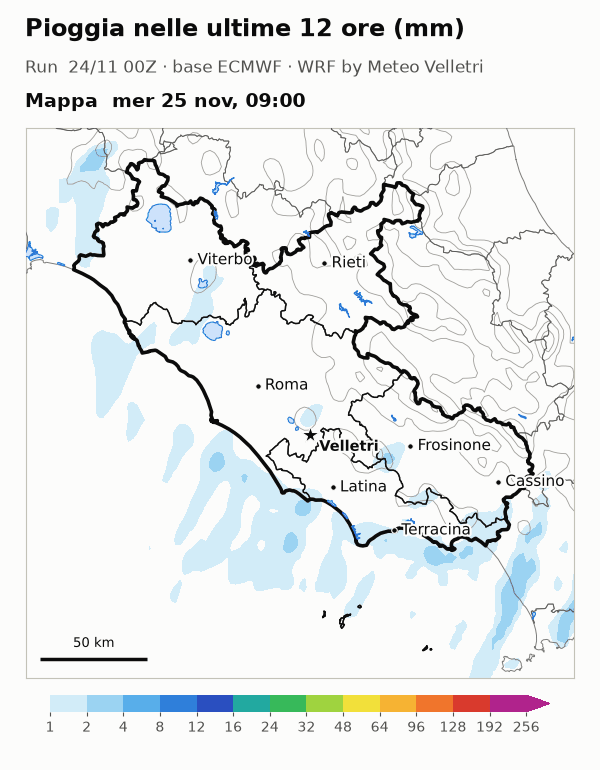 Pioggia nelle ultime 12 ore (mm)
Run  24/11 00Z · base ECMWF · WRF by Meteo Velletri
Mappa  mer 25 nov, 09:00
Viterbo
Rieti
Roma
Velletri
Frosinone
Cassino
Latina
Terracina
50 km
1 2 4 8 12 16 24 32 48 64 96 128 192 256